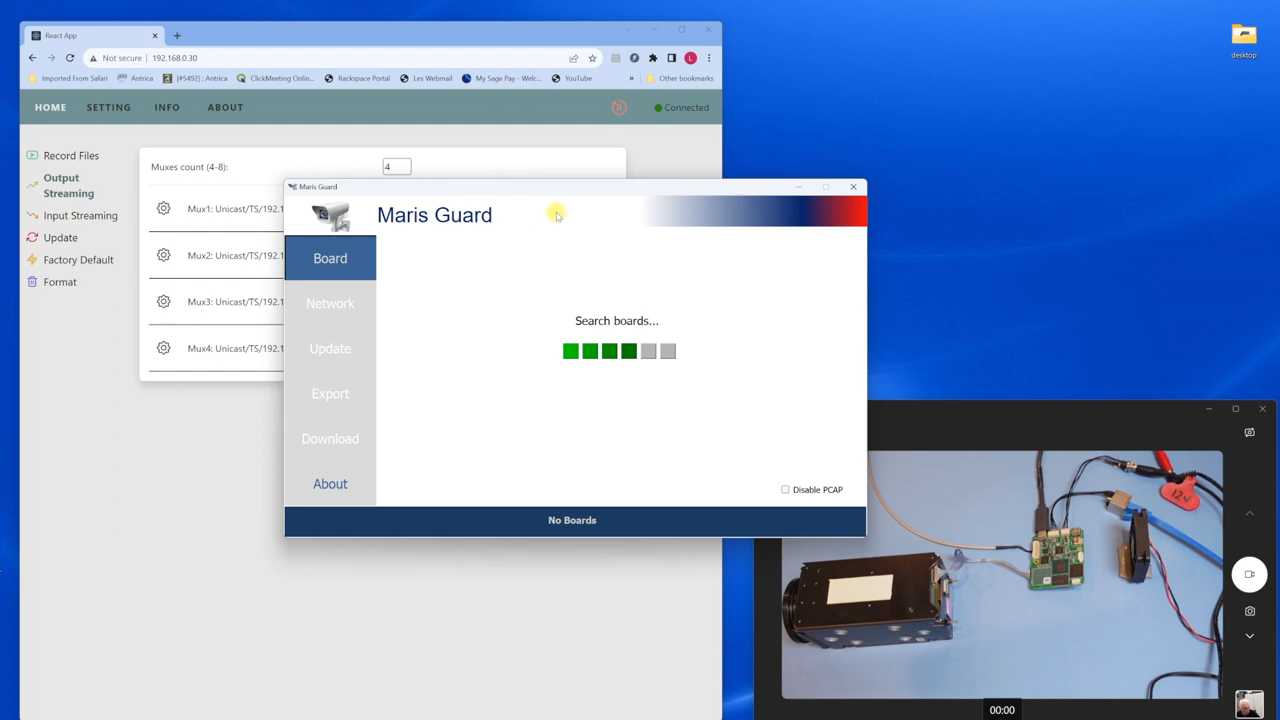 React App
Not secure
192.168.0.30
Imported From Safari
Antrica
[#5492] : Antrica
ClickMeeting Onlin...
Rackspace Portal
Les Webmail
My Sage Pay - Welc...
YouTube
»
Other bookmarks
L
HOME
SETTING
INFO
ABOUT
Connected
Record Files
Output
Streaming
Input Streaming
Update
Factory Default
Format
Muxes count (4-8):
4
Mux1: Unicast/TS/192.1
Mux2: Unicast/TS/192.1
Mux3: Unicast/TS/192.1
Mux4: Unicast/TS/192.1
Maris Guard
Maris Guard
Board
Network
Update
Export
Download
About
Search boards...
Disable PCAP
No Boards
desktop
12V
00:00